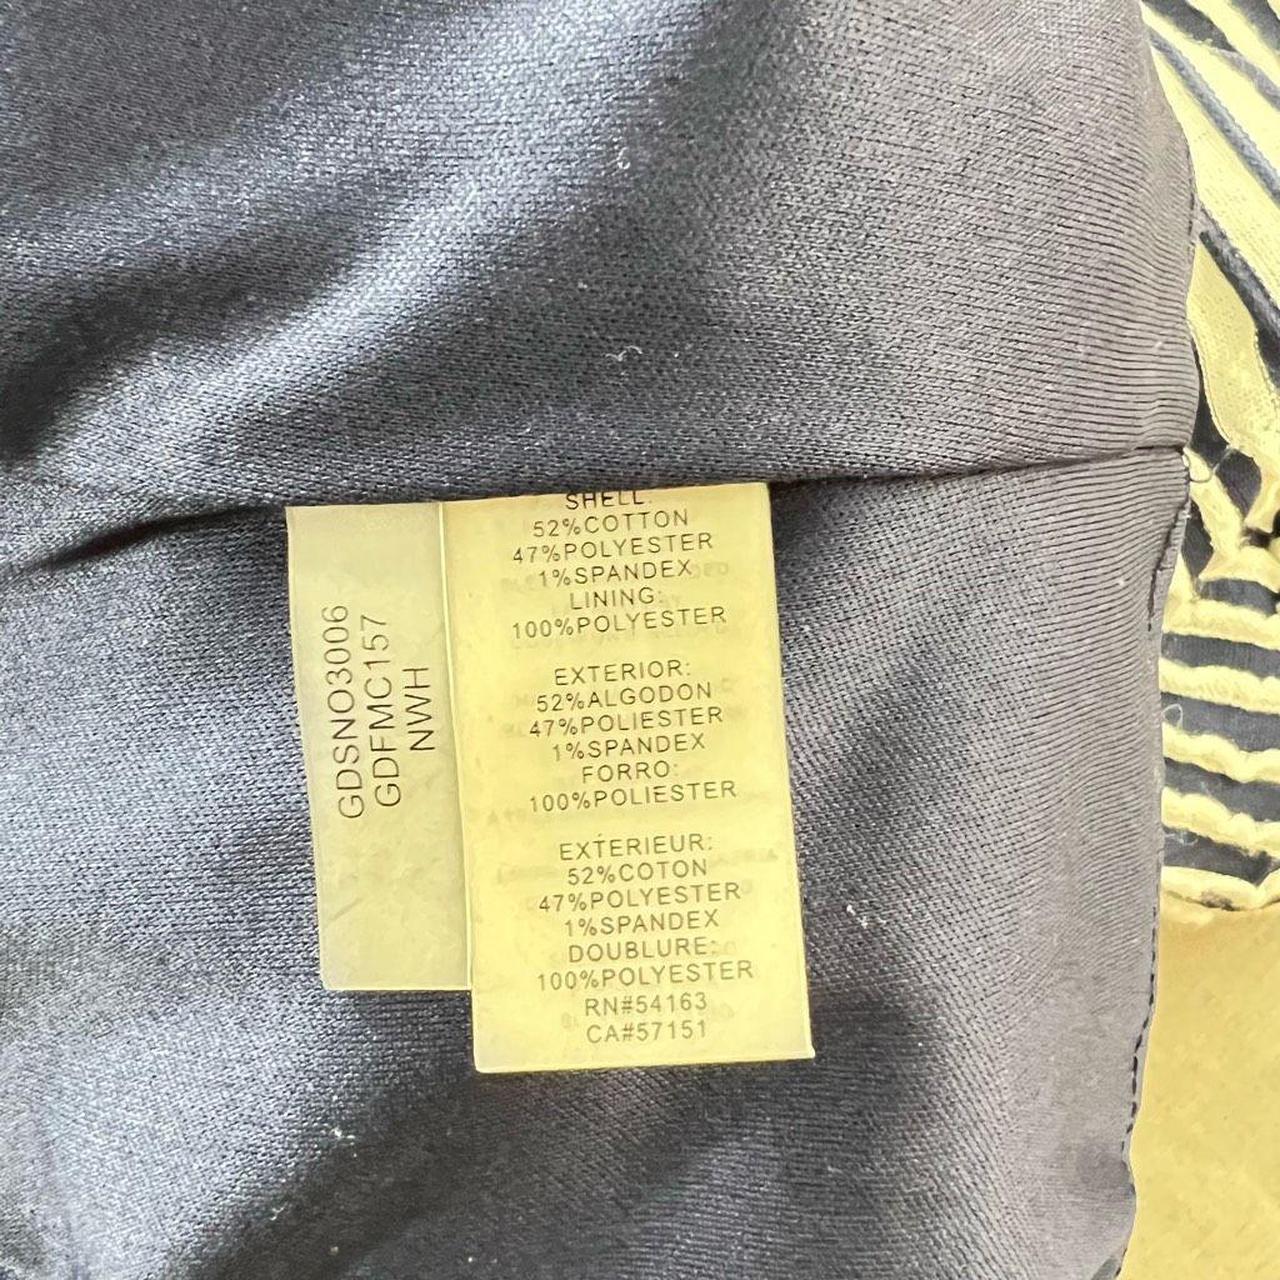 GDSNO3006
GDFMC157
NWH
SHELL:
52%COTTON
47%POLYESTER
1%SPANDEX
LINING:
100%POLYESTER
EXTERIOR:
52%ALGODON
47%POLIESTER
1%SPANDEX
FORRO:
100%POLIESTER
EXTÉRIEUR:
52%COTON
47%POLYESTER
1%SPANDEX
DOUBLURE:
100%POLYESTER
RN#54163
CA#57151